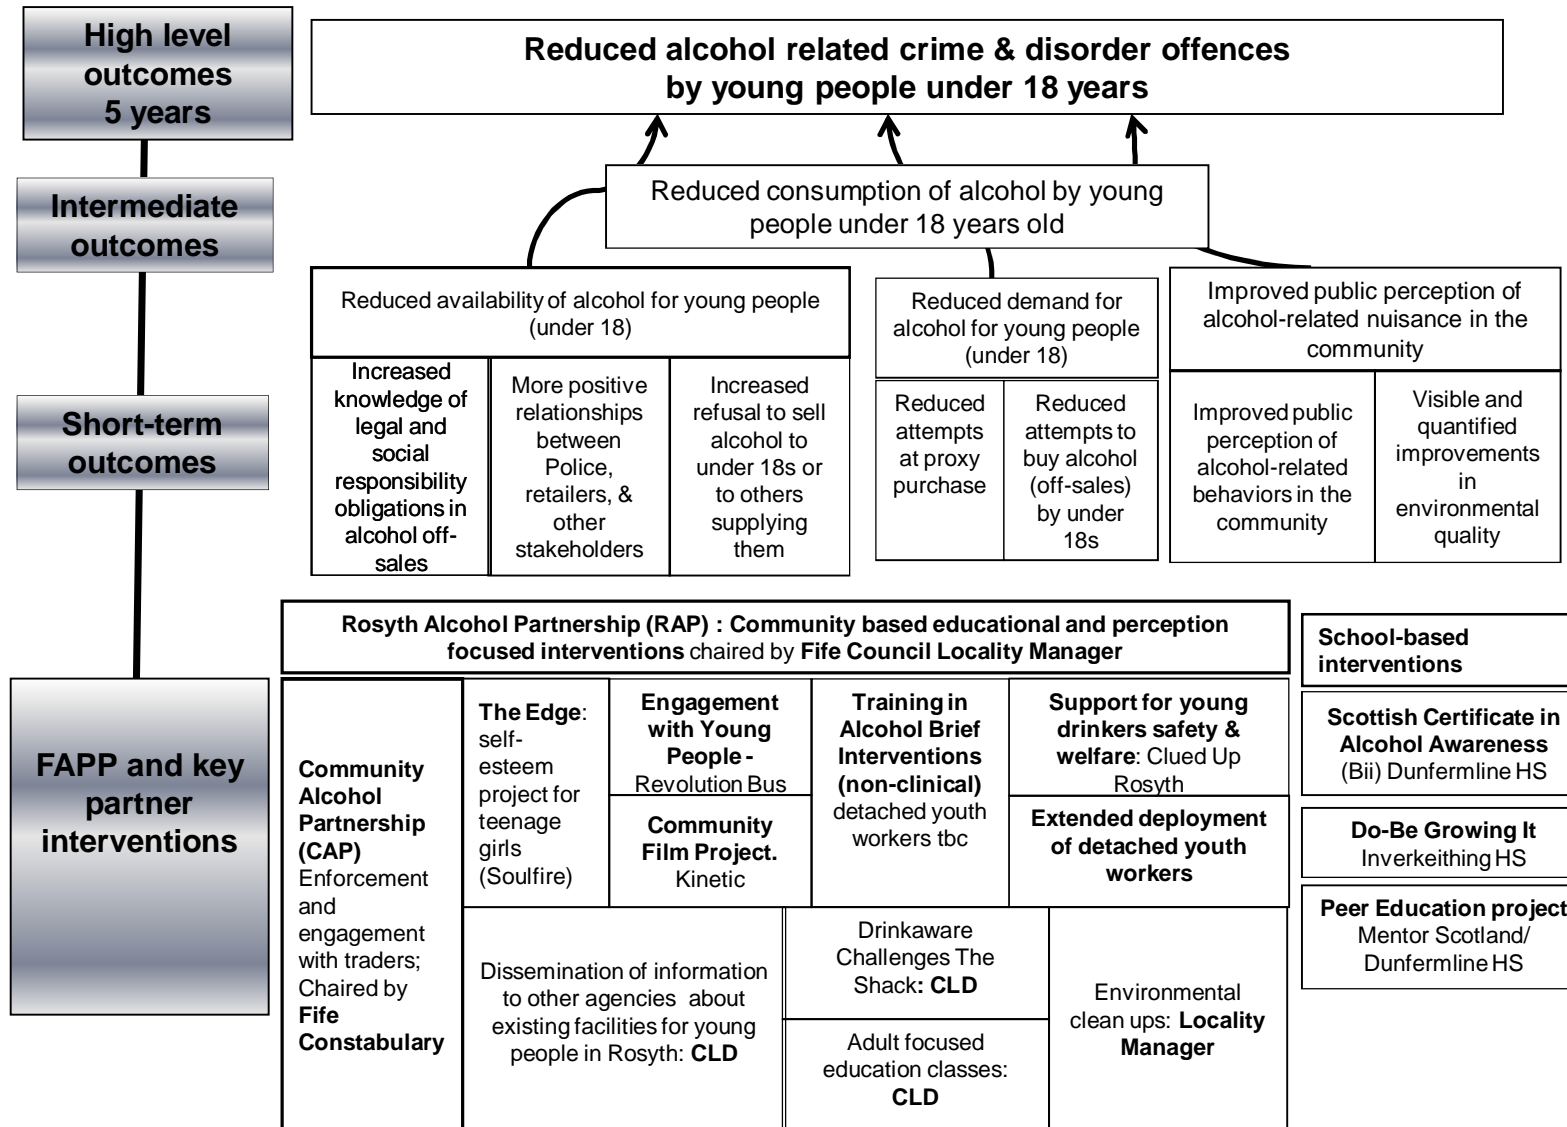 High level
outcomes
5 years
Reduced alcohol related crime & disorder offences
by young people under 18 years
Intermediate
outcomes
Reduced consumption of alcohol by young
people under 18 years old
Reduced availability of alcohol for young people
(under 18)
Reduced demand for
alcohol for young people
(under 18)
Improved public perception of
alcohol-related nuisance in the
community
Short-term
outcomes
Increased
knowledge of
legal and
social
responsibility
obligations in
alcohol off-
sales
More positive
relationships
between
Police,
retailers, &
other
stakeholders
Increased
refusal to sell
alcohol to
under 18s or
to others
supplying
them
Reduced
attempts
at proxy
purchase
Reduced
attempts to
buy alcohol
(off-sales)
by under
18s
Improved public
perception of
alcohol-related
behaviors in the
community
Visible and
quantified
improvements
in
environmental
quality
FAPP and key
partner
interventions
Rosyth Alcohol Partnership (RAP) : Community based educational and perception
focused interventions chaired by Fife Council Locality Manager
Community
Alcohol
Partnership
(CAP)
Enforcement
and
engagement
with traders;
Chaired by
Fife
Constabulary
The Edge:
self-
esteem
project for
teenage
girls
(Soulfire)
Engagement
with Young
People -
Revolution Bus
Community
Film Project.
Kinetic
Training in
Alcohol Brief
Interventions
(non-clinical)
detached youth
workers tbc
Support for young
drinkers safety &
welfare: Clued Up
Rosyth
Extended deployment
of detached youth
workers
Dissemination of information
to other agencies about
existing facilities for young
people in Rosyth: CLD
Drinkaware
Challenges The
Shack: CLD
Adult focused
education classes:
CLD
Environmental
clean ups: Locality
Manager
School-based
interventions
Scottish Certificate in
Alcohol Awareness
(Bii) Dunfermline HS
Do-Be Growing It
Inverkeithing HS
Peer Education project
Mentor Scotland/
Dunfermline HS